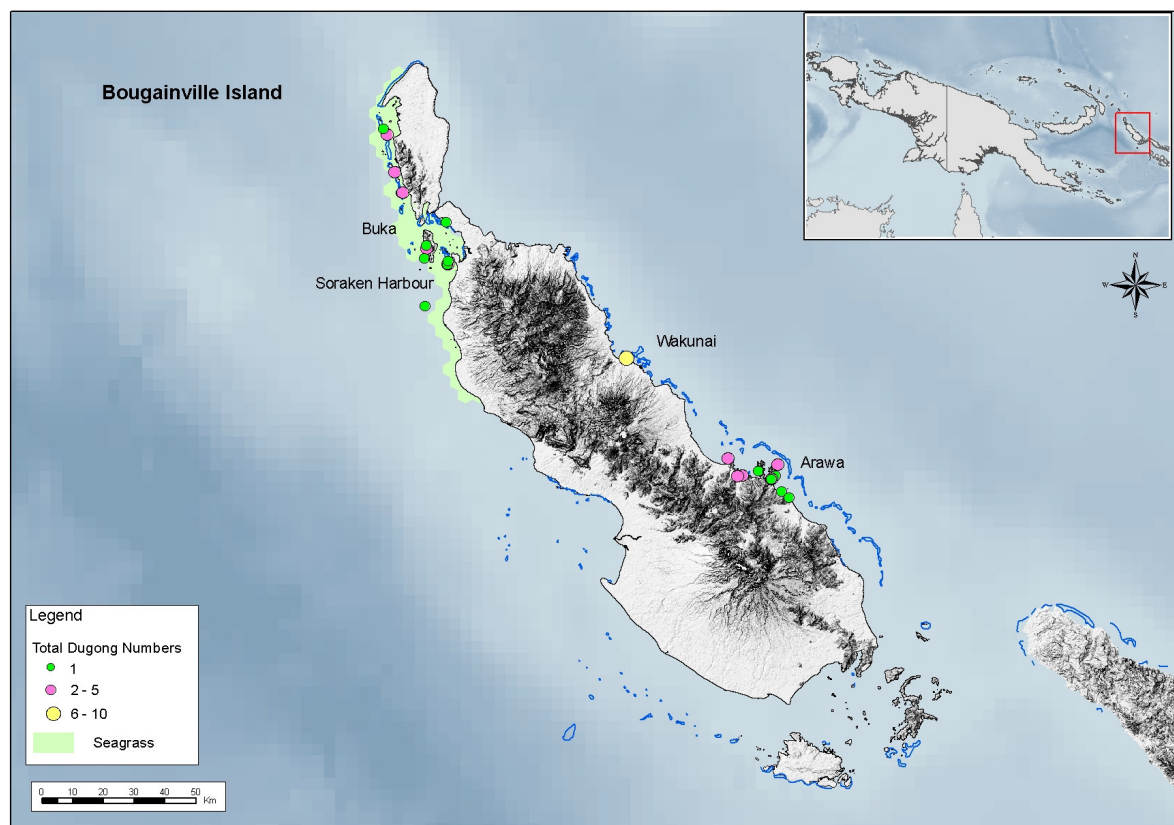 Bougainville Island
N
W
E
S
Buka
Soraken Harbour
Wakunai
Arawa
Legend
Total Dugong Numbers
1
2 - 5
6 - 10
Seagrass
0 10 20 30 40 50
Km